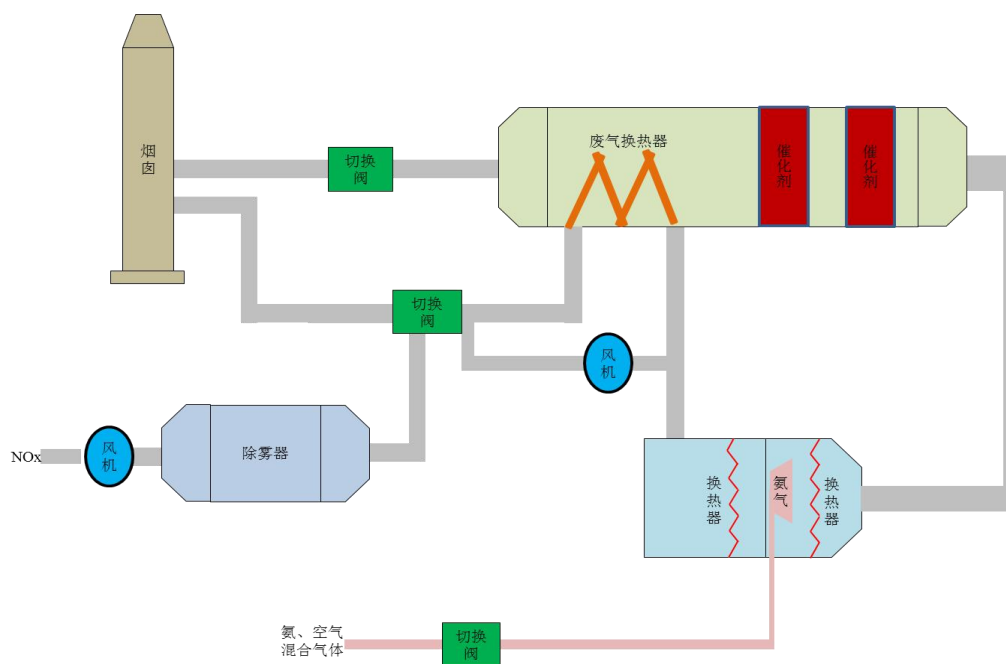 烟
囱
切换
阀
废气换热器
催
化
剂
催
化
剂
切换
阀
风
机
NOx
风
机
除雾器
换
热
器
氨
气
换
热
器
氨、空气
混合气体
切换
阀